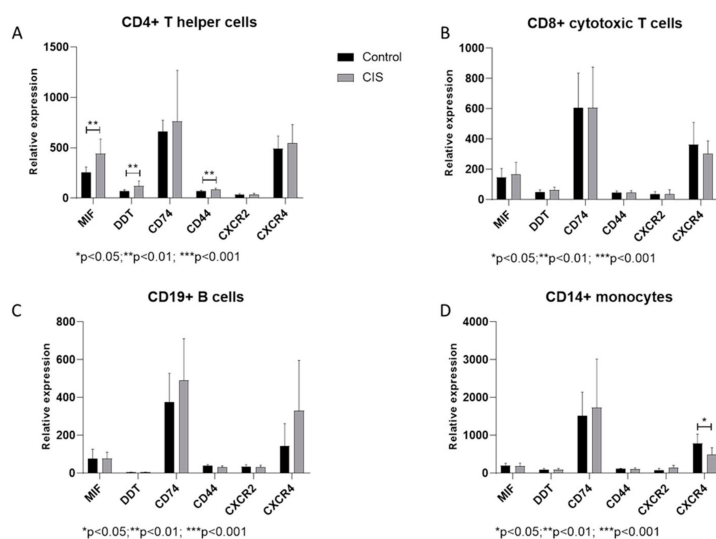 A
CD4+ T helper cells
Relative expression
1500
1000
500
0
**
**
**
MIF
DDT
CD74
CD44
CXCR2
CXCR4
*p<0.05;**p<0.01; ***p<0.001
Control
CIS
B
CD8+ cytotoxic T cells
Relative expression
1000
800
600
400
200
0
MIF
DDT
CD74
CD44
CXCR2
CXCR4
*p<0.05;**p<0.01; ***p<0.001
C
CD19+ B cells
Relative expression
800
600
400
200
0
MIF
DDT
CD74
CD44
CXCR2
CXCR4
*p<0.05;**p<0.01; ***p<0.001
D
CD14+ monocytes
Relative expression
4000
3000
2000
1000
0
*
MIF
DDT
CD74
CD44
CXCR2
CXCR4
*p<0.05;**p<0.01; ***p<0.001